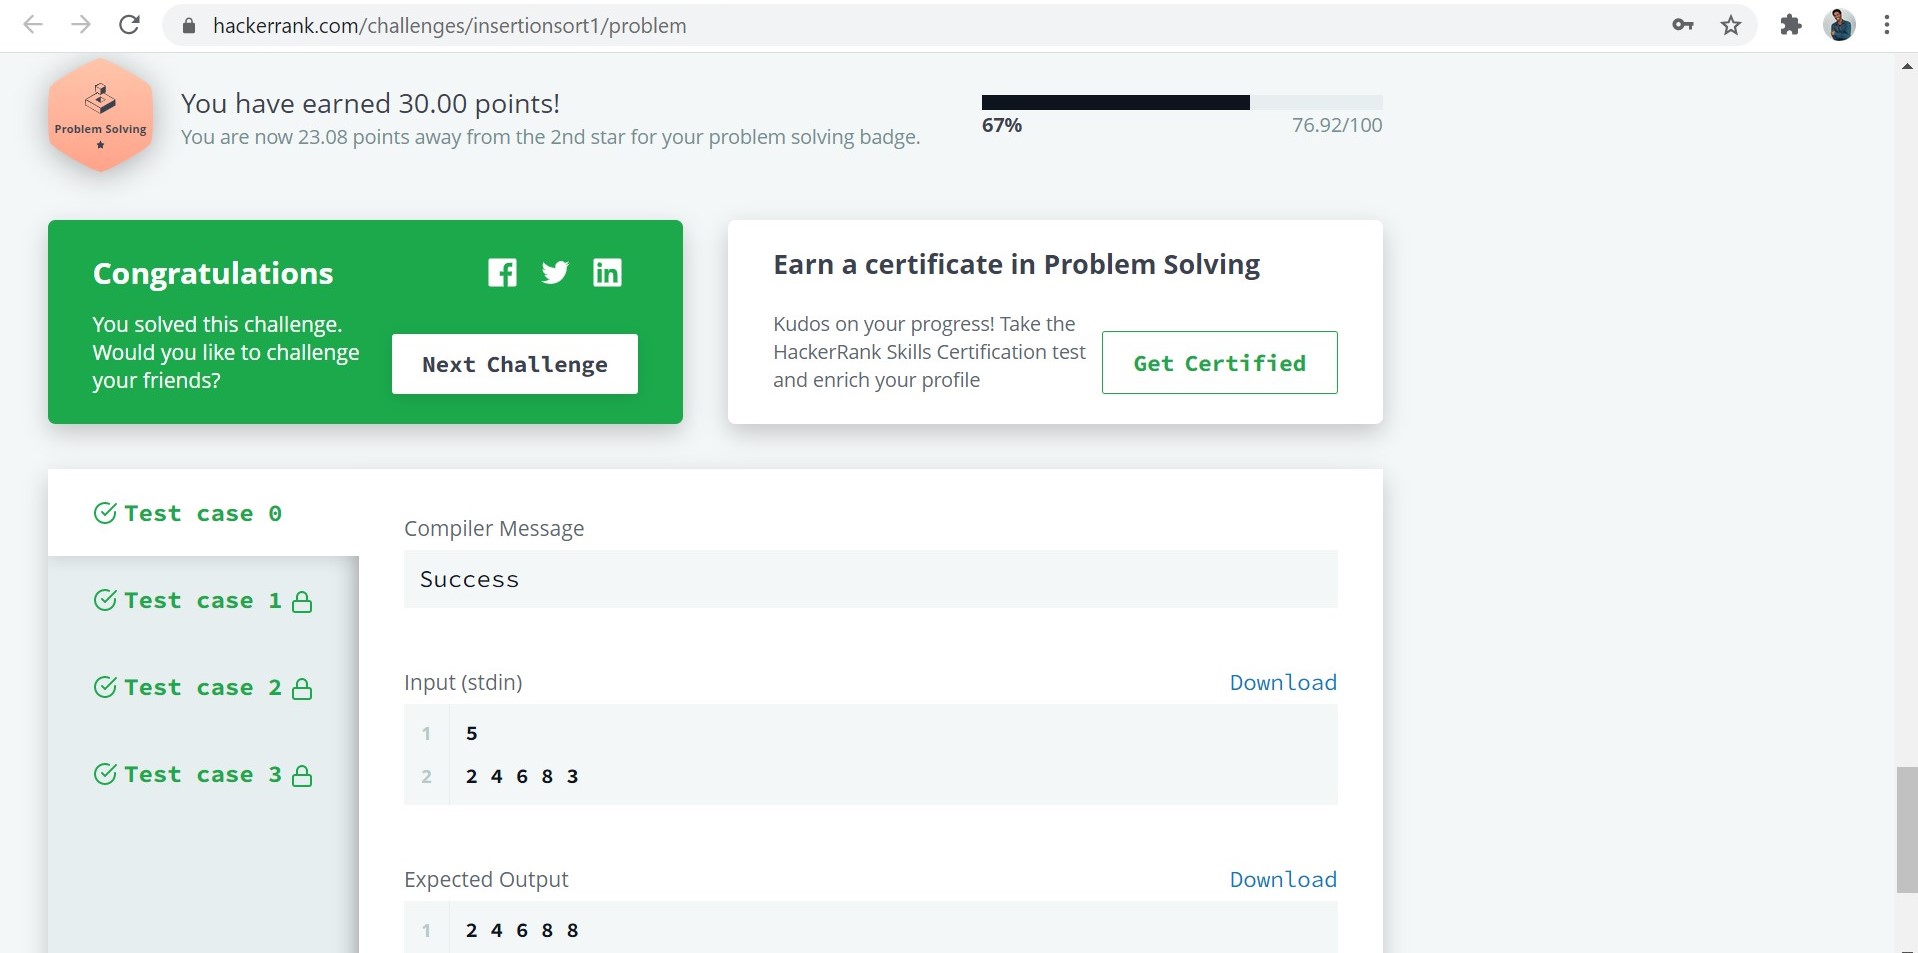 hackerrank.com/challenges/insertionsort1/problem
Problem Solving
You have earned 30.00 points!
You are now 23.08 points away from the 2nd star for your problem solving badge.
67%
76.92/100
Congratulations
You solved this challenge.
Would you like to challenge
your friends?
Next Challenge
Earn a certificate in Problem Solving
Kudos on your progress! Take the
HackerRank Skills Certification test
and enrich your profile
Get Certified
Test case 0
Test case 1
Test case 2
Test case 3
Compiler Message
Success
Input (stdin)
Download
1 5
2 2 4 6 8 3
Expected Output
Download
1 2 4 6 8 8